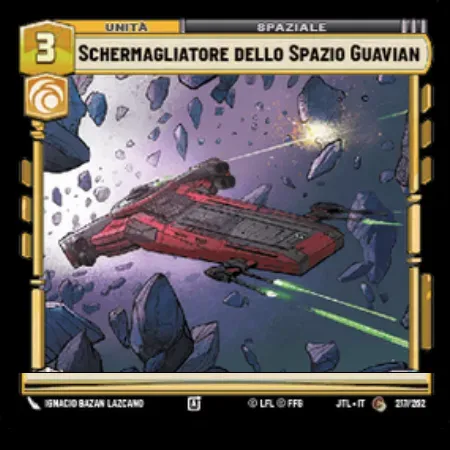 UNITÀ SPAZIALE
3 SCHERMAGLIATORE DELLO SPAZIO GUAVIAN
IGNACIO BAZAN LAZCANO A © LFL © FFG JTL • IT C 217/262